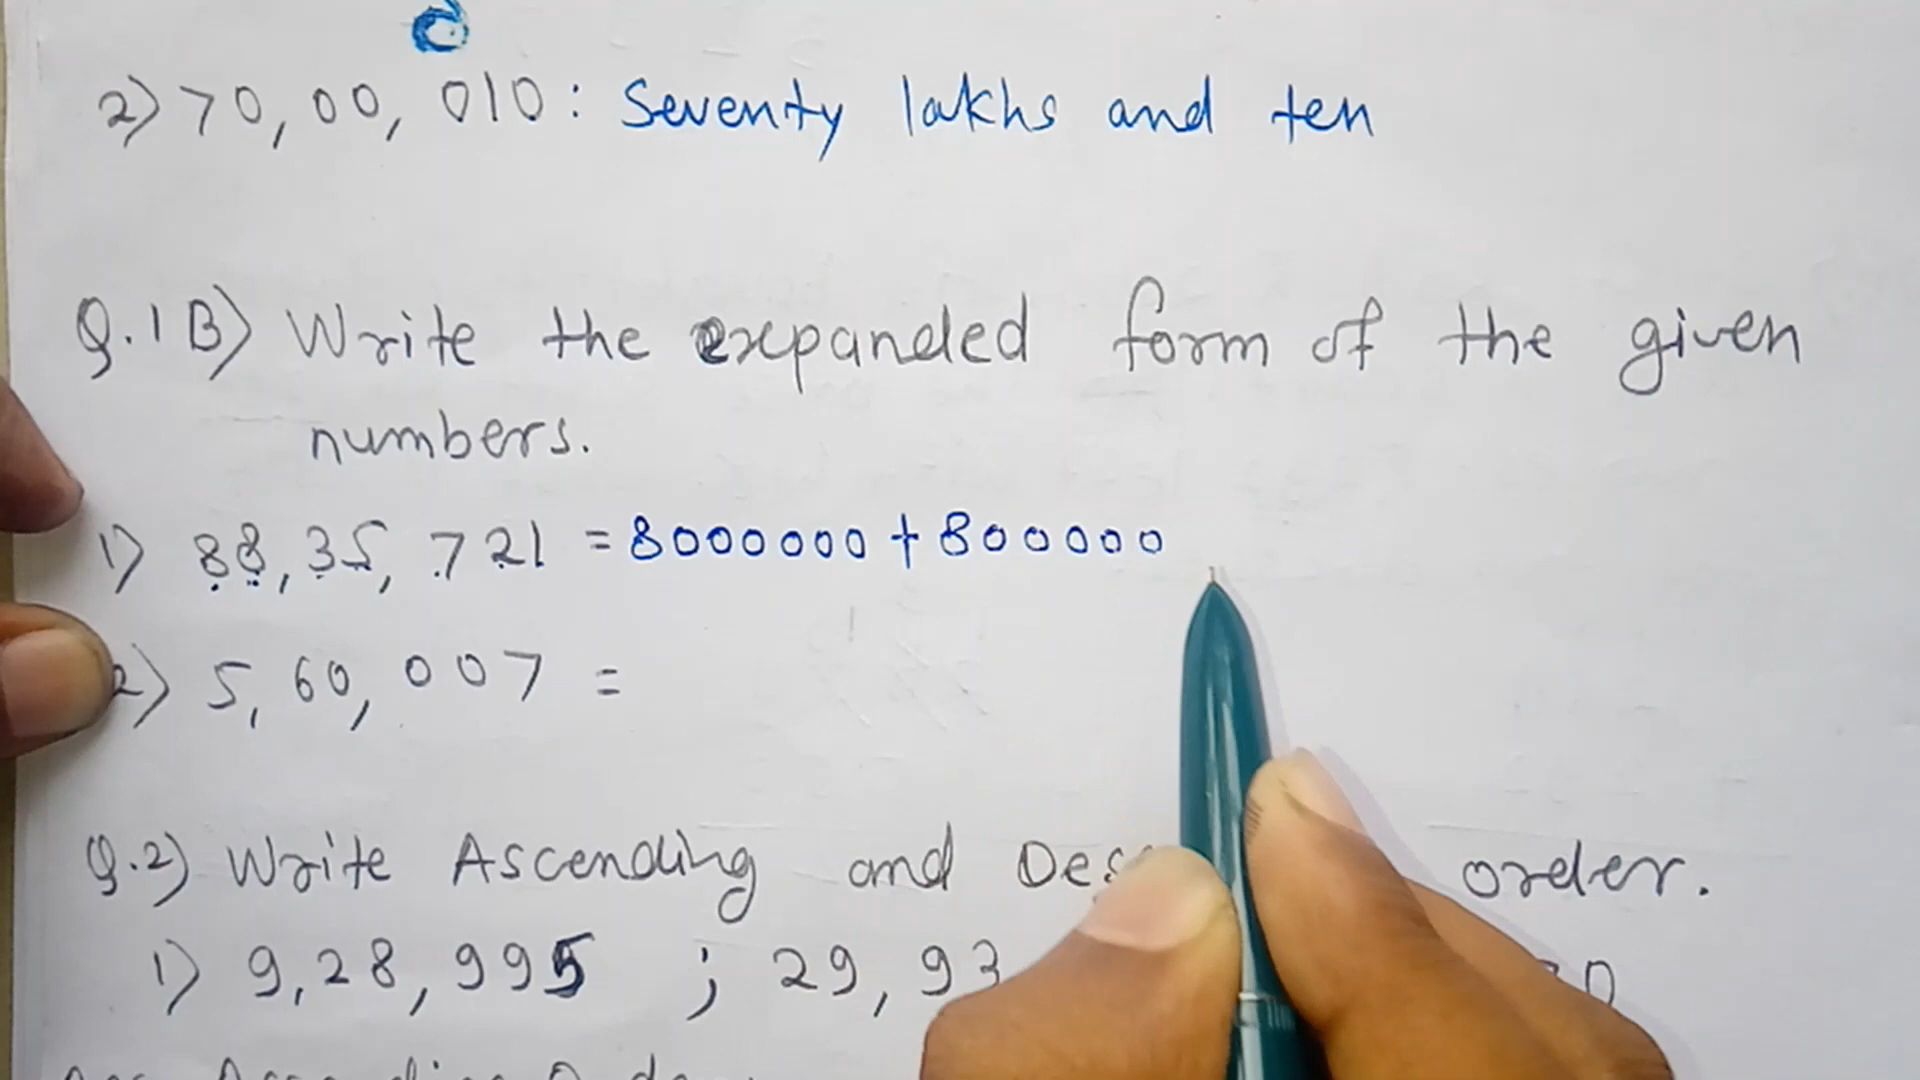 2) 70,00,010: Seventy lakhs and ten
Q.1 B) Write the expanded form of the given
numbers.
1) 88,35,721 = 8000000 + 800000
2) 5,60,007 =
Q.2) Write Ascending and Des order.
1) 9,28,995 ; 29,93